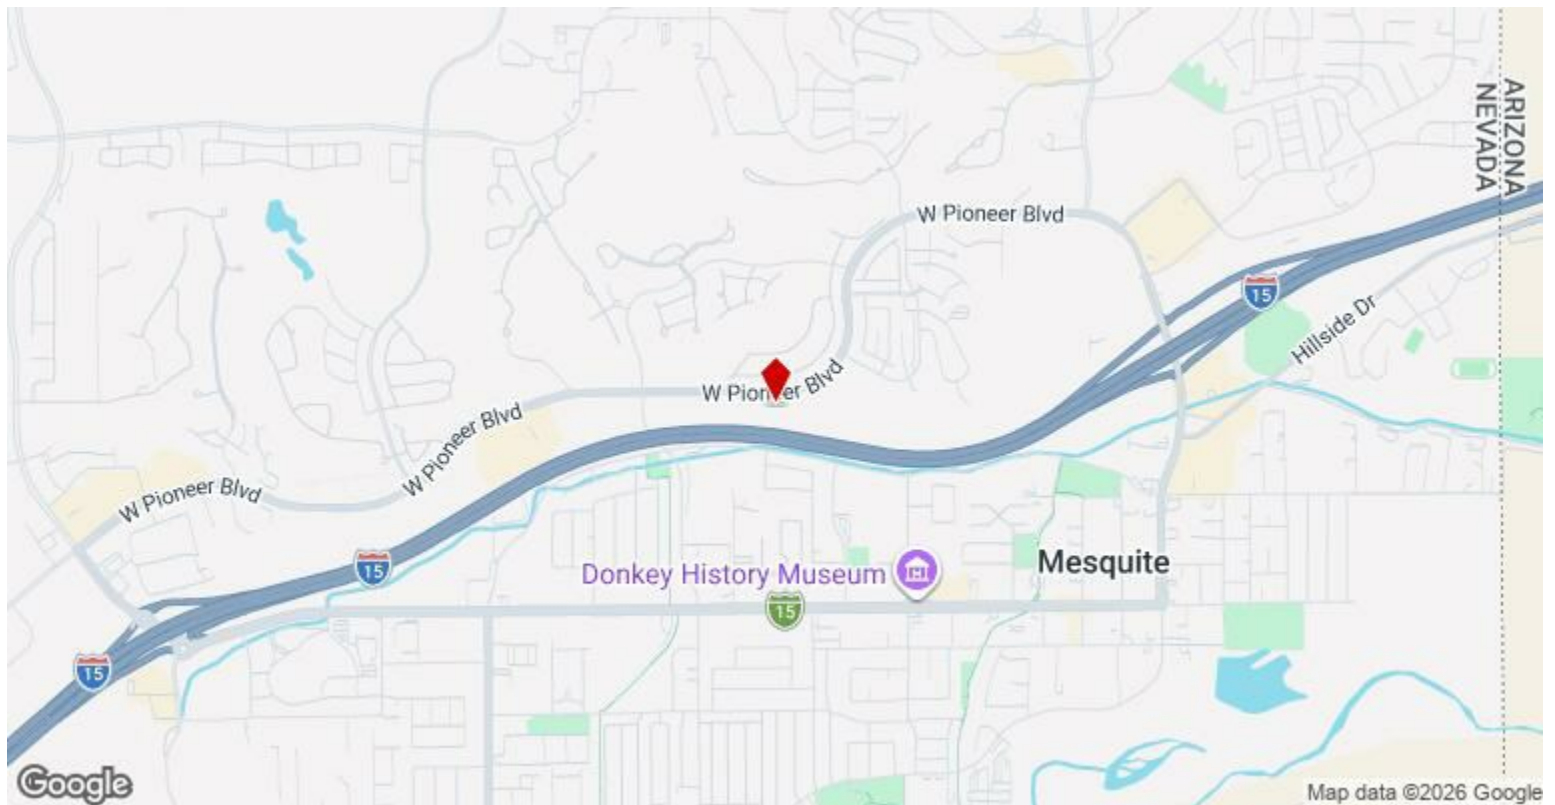 ARIZONA
NEVADA
W Pioneer Blvd
15
Hillside Dr
W Pioneer Blvd
W Pioneer Blvd
W Pioneer Blvd
15
Donkey History Museum
Mesquite
15
15
Google
Map data ©2026 Google